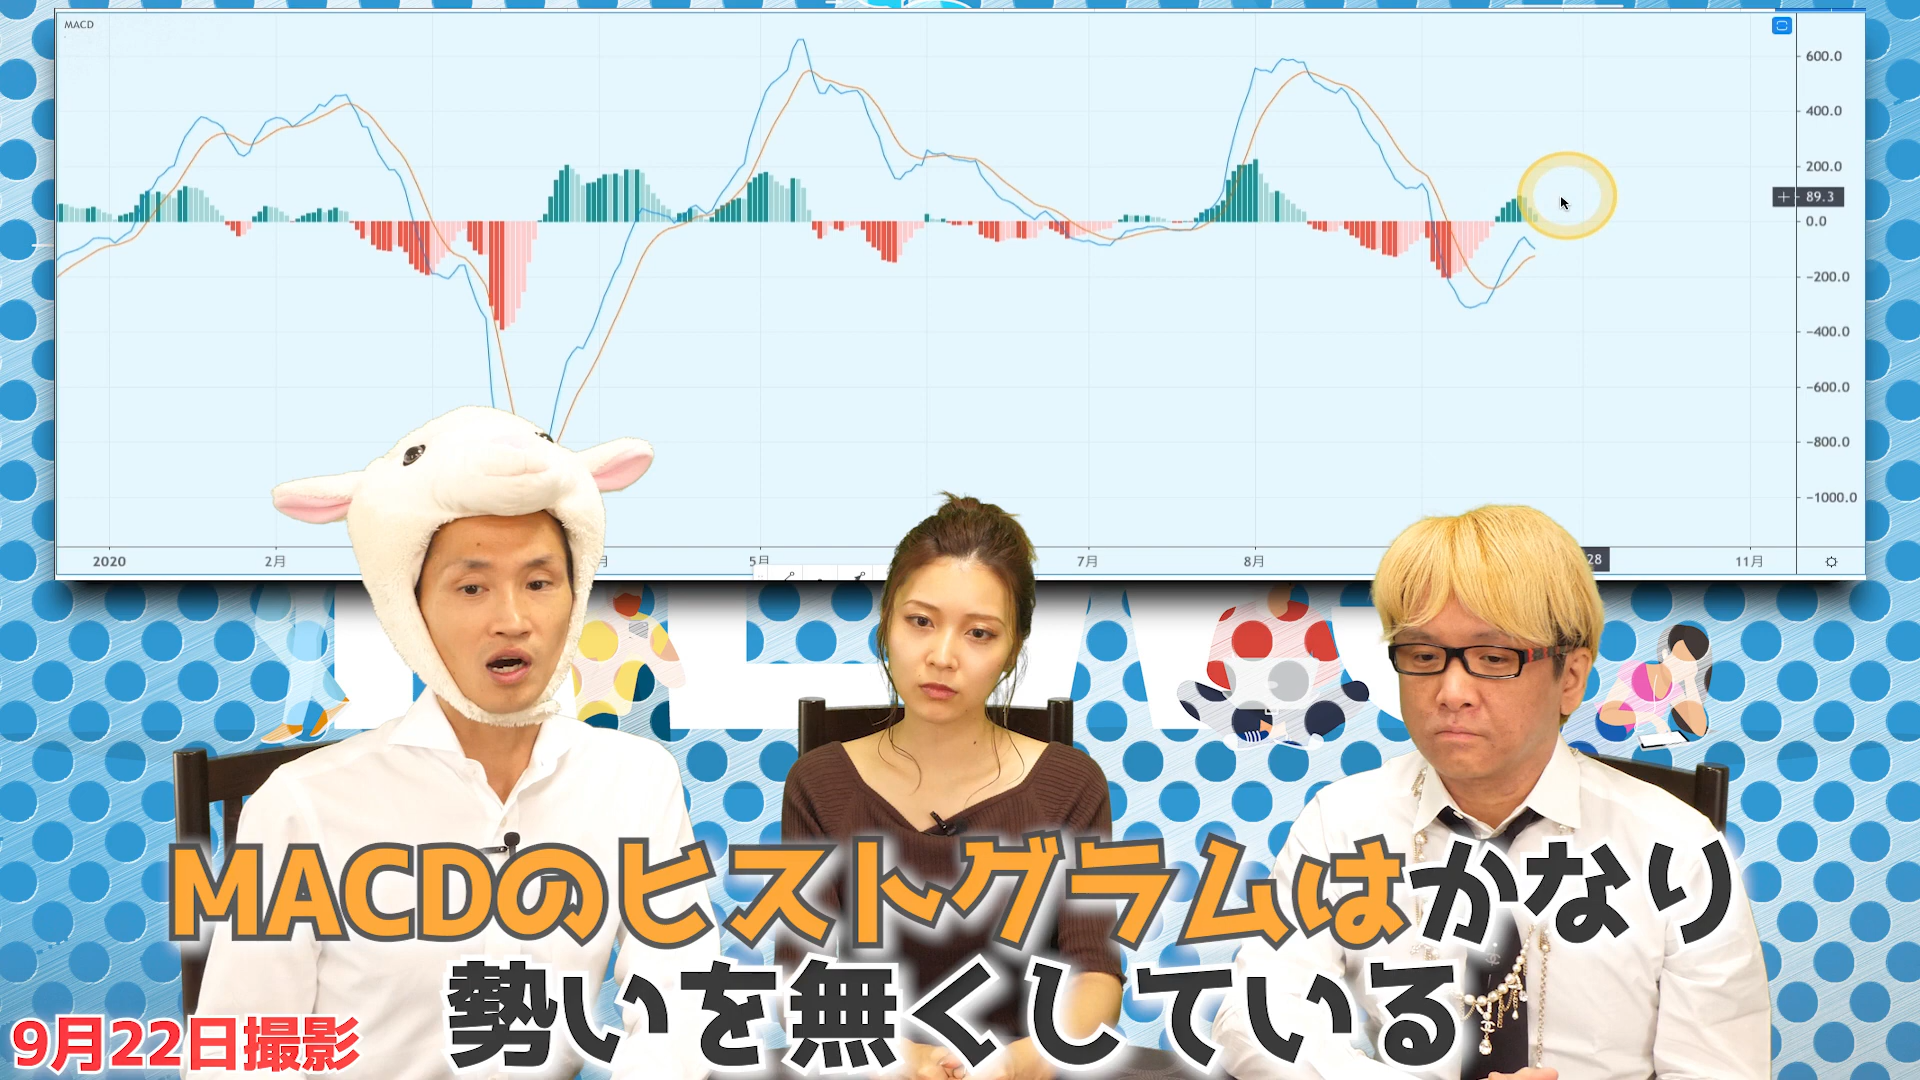 MACD
600.0
400.0
200.0
89.3
0.0
-200.0
-400.0
-600.0
-800.0
-1000.0
2020 2月 5月 7月 8月 28 11月
MACDのヒストグラムはかなり
勢いを無くしている
9月22日撮影